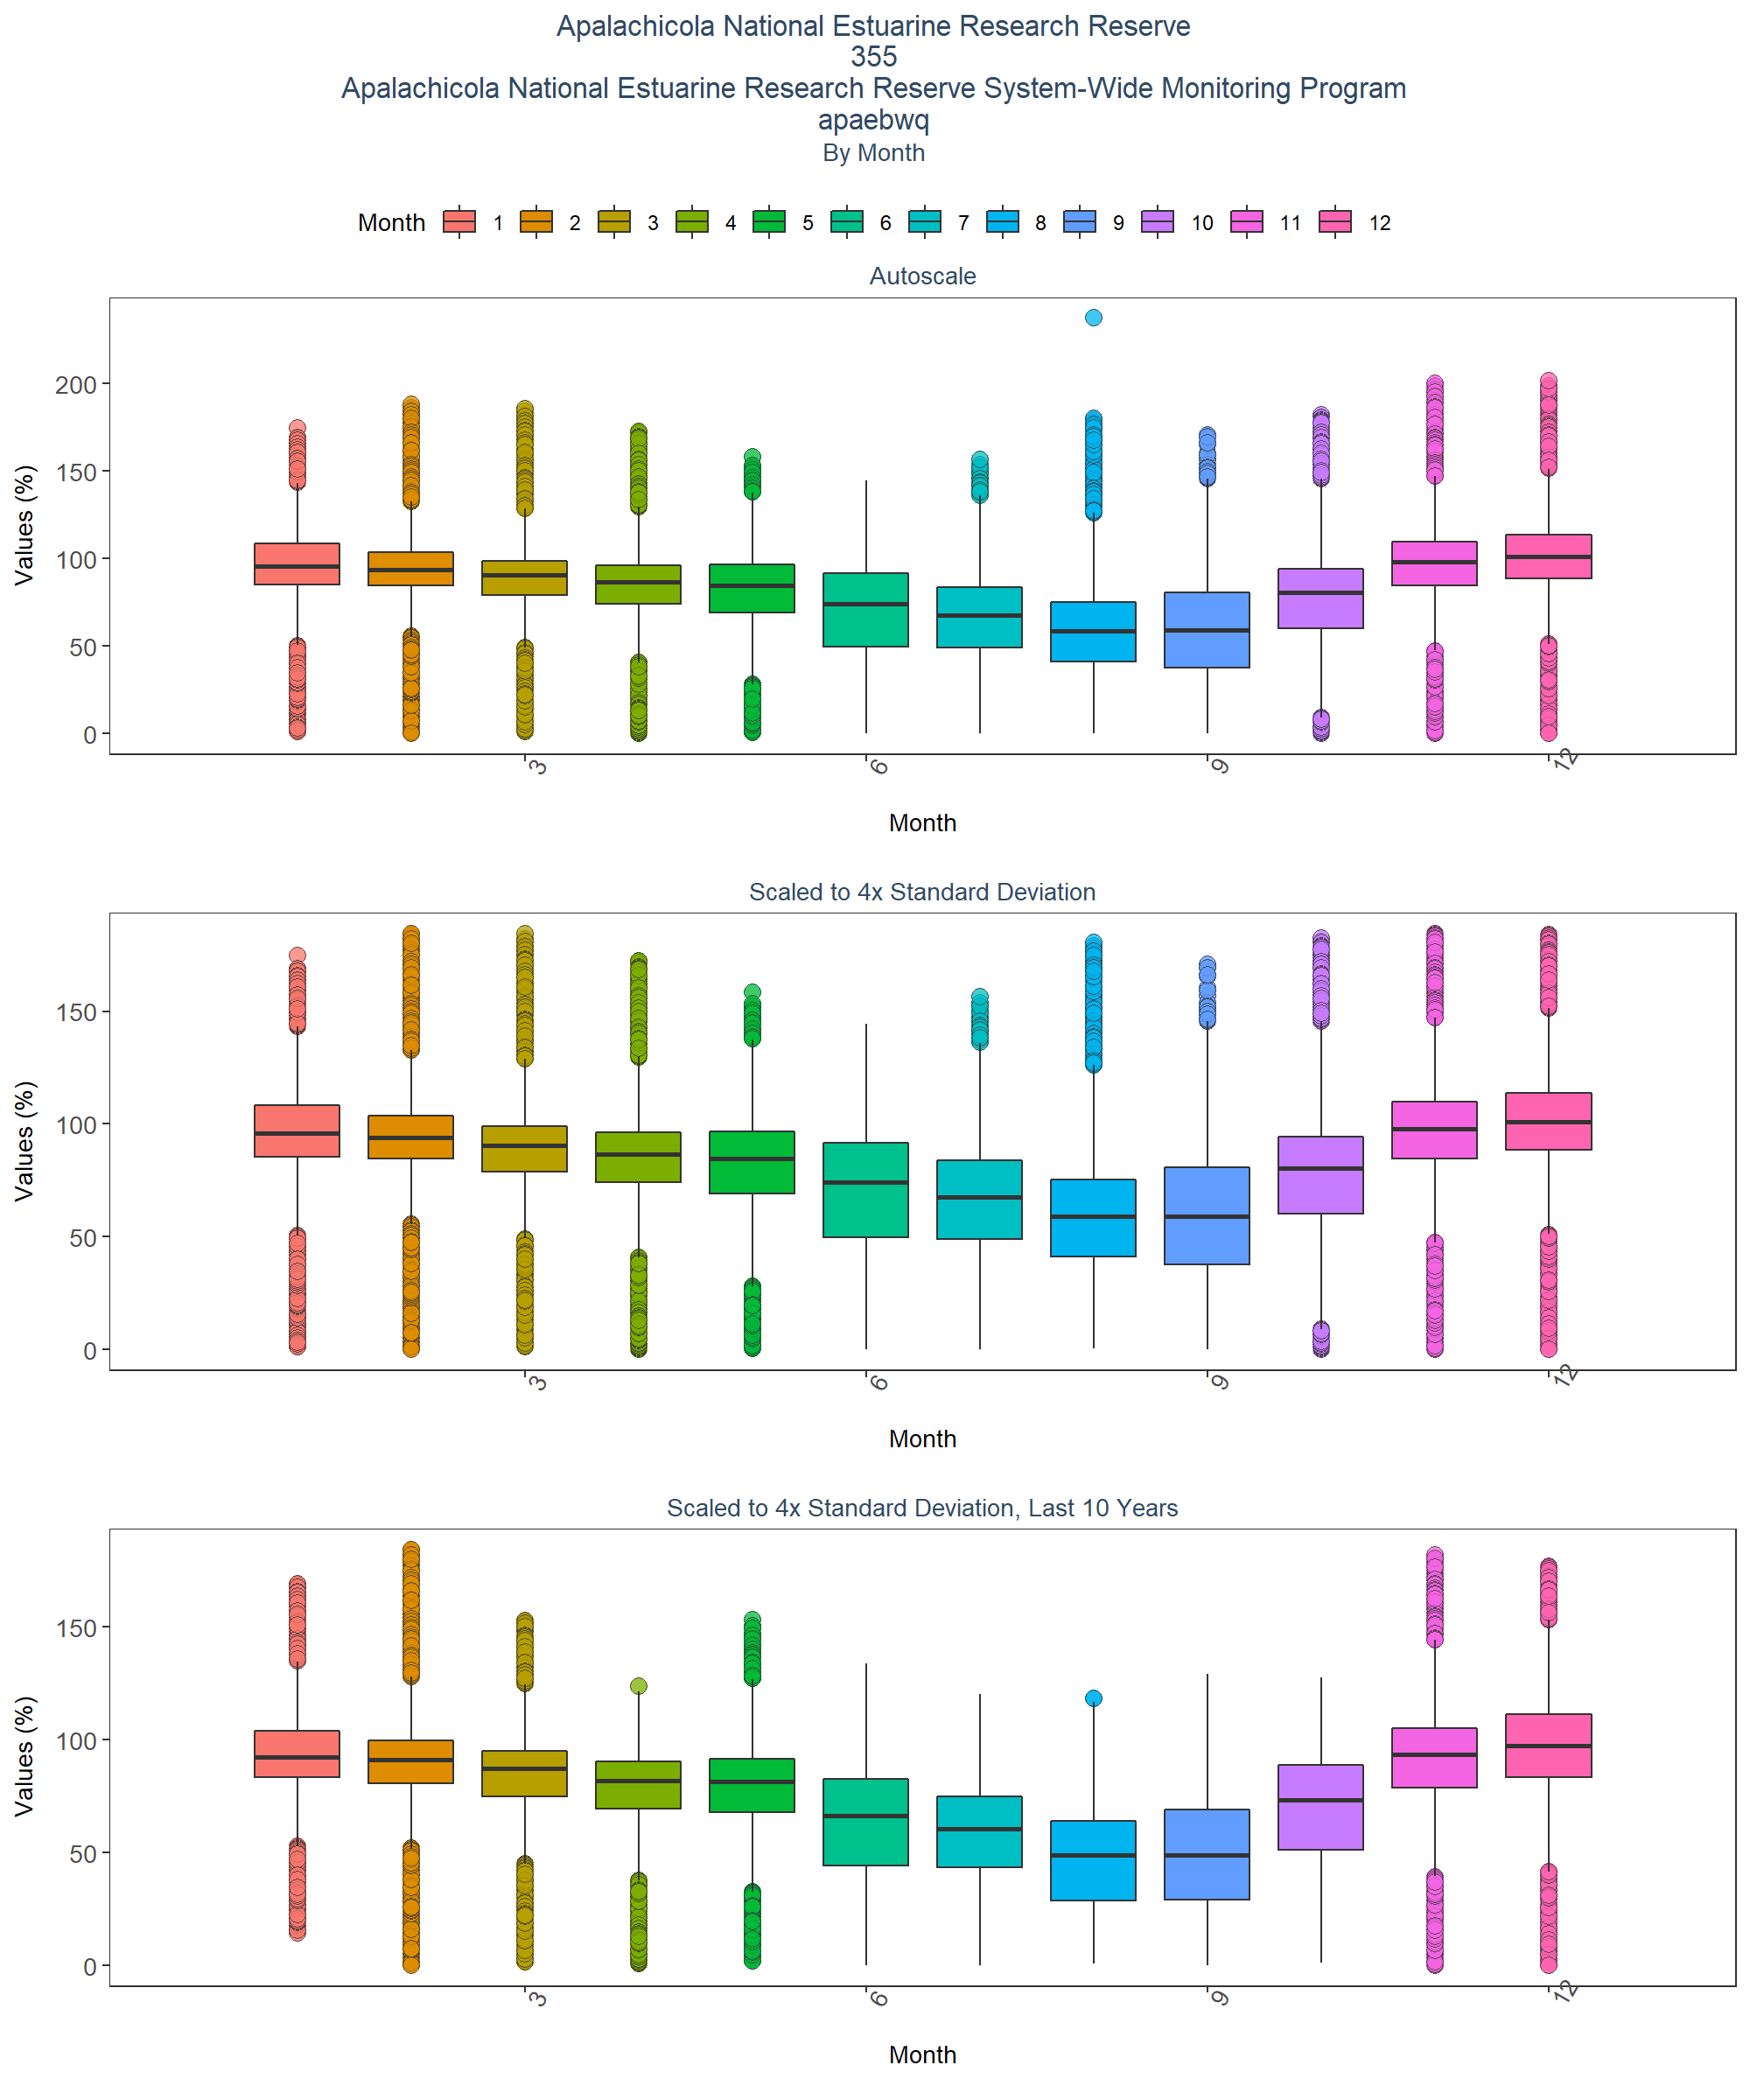 Apalachicola National Estuarine Research Reserve
355
Apalachicola National Estuarine Research Reserve System-Wide Monitoring Program
apaebwq
By Month
Month 1 2 3 4 5 6 7 8 9 10 11 12
Autoscale
Values (%)
200
150
100
50
0
3 6 9 12
Month
Scaled to 4x Standard Deviation
Values (%)
150
100
50
0
3 6 9 12
Month
Scaled to 4x Standard Deviation, Last 10 Years
Values (%)
150
100
50
0
3 6 9 12
Month